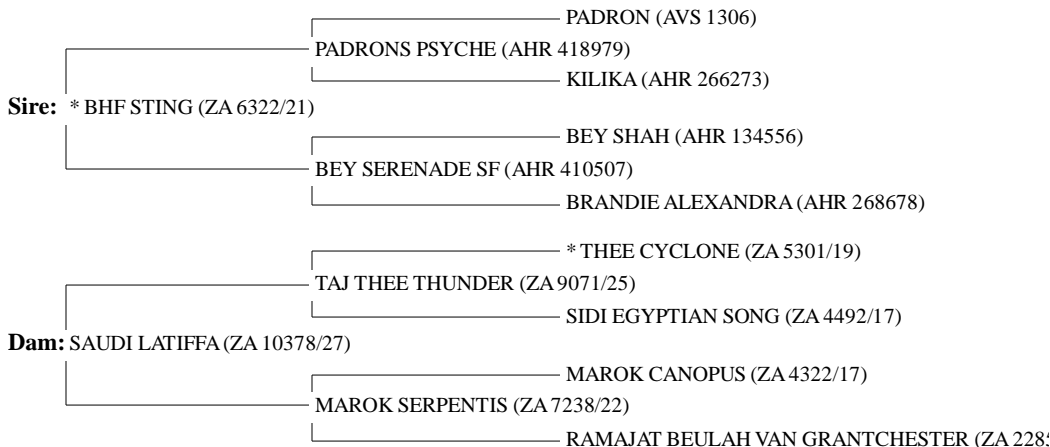 PADRON (AVS 1306)
PADRONS PSYCHE (AHR 418979)
KILIKA (AHR 266273)
Sire: * BHF STING (ZA 6322/21)
BEY SHAH (AHR 134556)
BEY SERENADE SF (AHR 410507)
BRANDIE ALEXANDRA (AHR 268678)
* THEE CYCLONE (ZA 5301/19)
TAJ THEE THUNDER (ZA 9071/25)
SIDI EGYPTIAN SONG (ZA 4492/17)
Dam: SAUDI LATIFFA (ZA 10378/27)
MAROK CANOPUS (ZA 4322/17)
MAROK SERPENTIS (ZA 7238/22)
RAMAJAT BEULAH VAN GRANTCHESTER (ZA